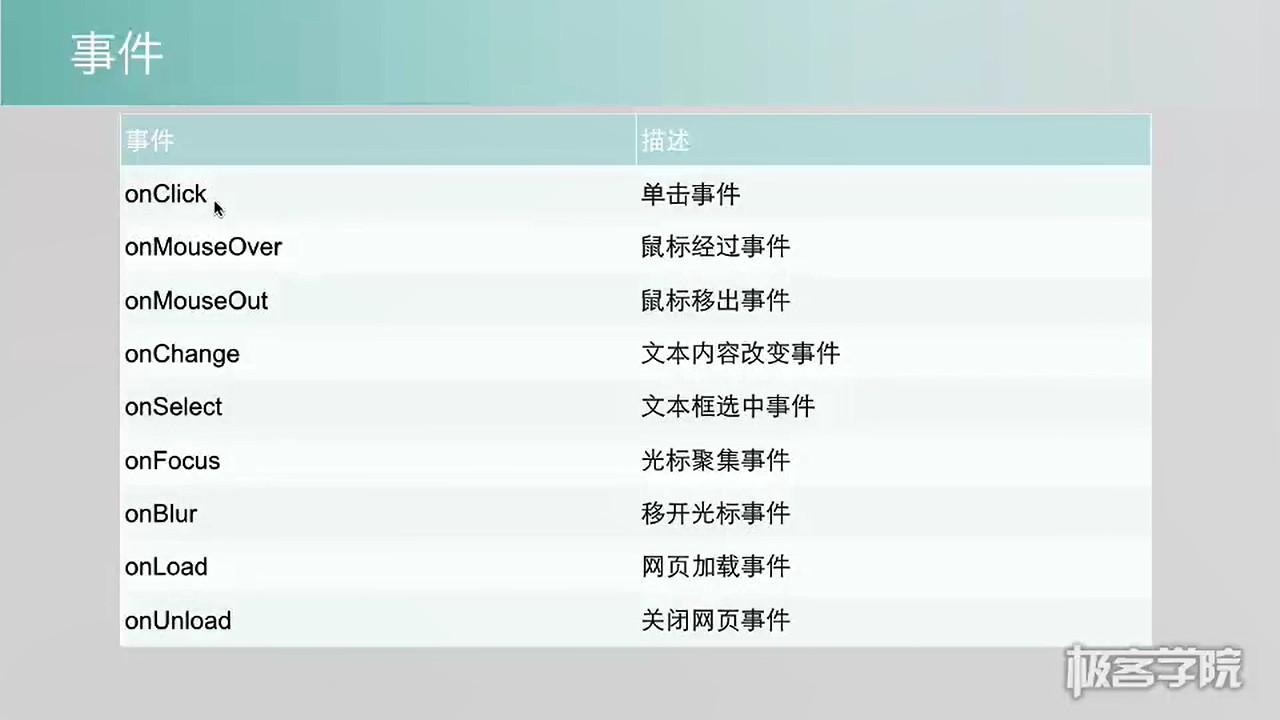 事件
事件 描述
onClick 单击事件
onMouseOver 鼠标经过事件
onMouseOut 鼠标移出事件
onChange 文本内容改变事件
onSelect 文本框选中事件
onFocus 光标聚集事件
onBlur 移开光标事件
onLoad 网页加载事件
onUnload 关闭网页事件
极客学院